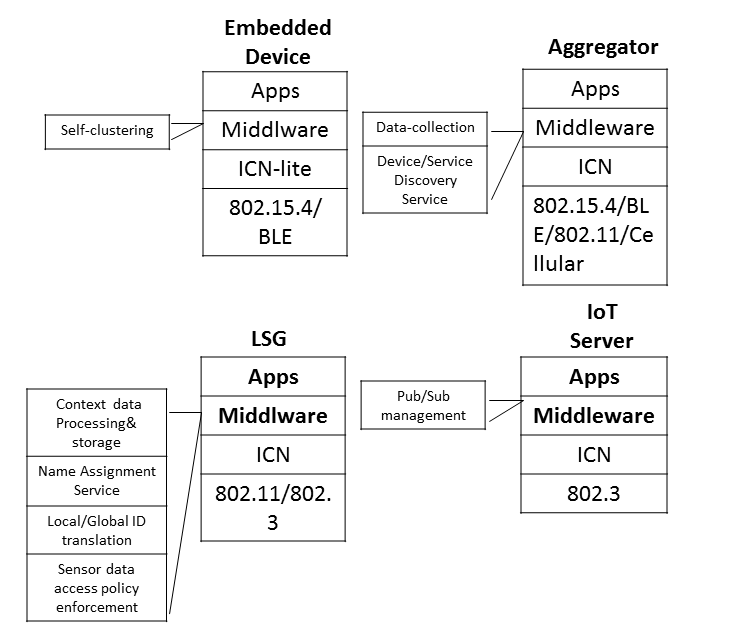 Embedded
Device
Apps
Middlware
ICN-lite
802.15.4/
BLE
Self-clustering
Aggregator
Apps
Middleware
ICN
802.15.4/BL
E/802.11/Ce
llular
Data-collection
Device/Service
Discovery
Service
LSG
Apps
Middlware
ICN
802.11/802.
3
Context data
Processing&
storage
Name Assignment
Service
Local/Global ID
translation
Sensor data
access policy
enforcement
IoT
Server
Apps
Middleware
ICN
802.3
Pub/Sub
management